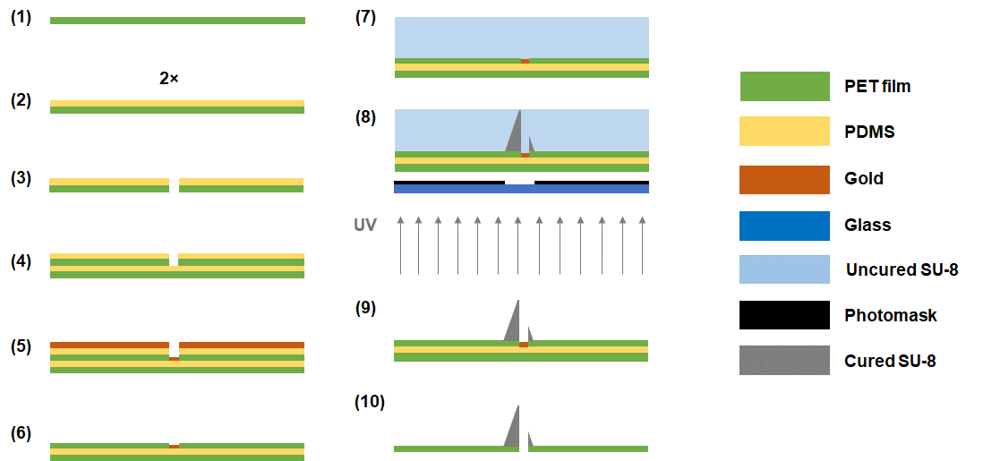 (1)
2×
(2)
(3)
(4)
(5)
(6)
(7)
(8)
UV
(9)
(10)
PET film
PDMS
Gold
Glass
Uncured SU-8
Photomask
Cured SU-8